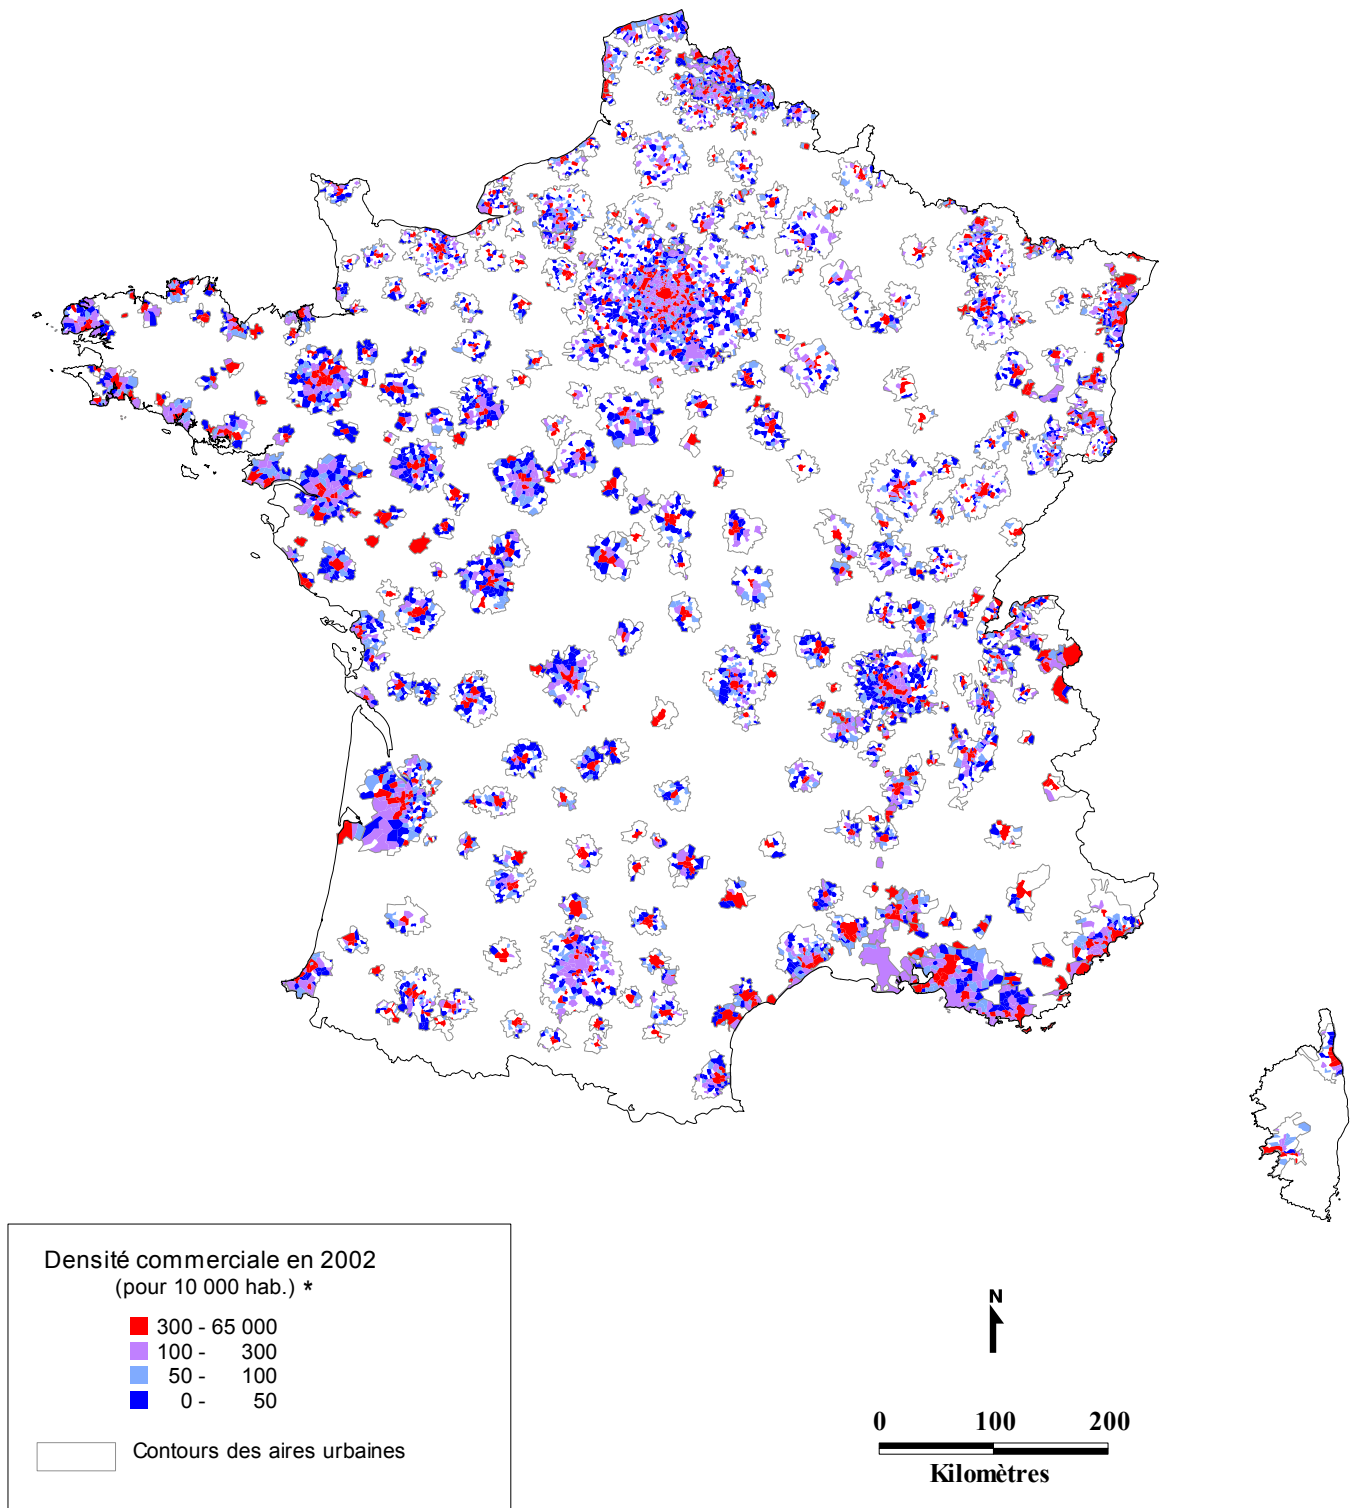 Densité commerciale en 2002
(pour 10 000 hab.) *
300 - 65 000
100 - 300
50 - 100
0 - 50
Contours des aires urbaines
N
0 100 200
Kilomètres